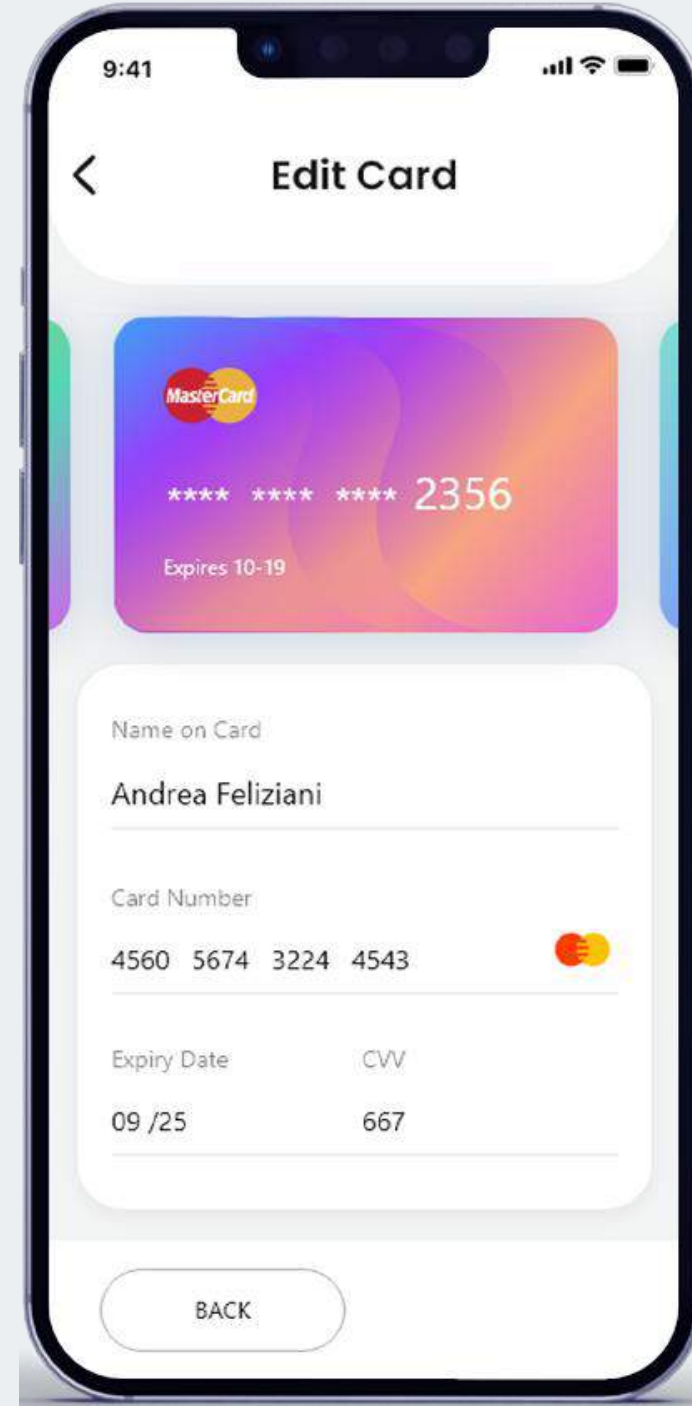 9:41
Edit Card
MasterCard
**** **** **** 2356
Expires 10-19
Name on Card
Andrea Feliziani
Card Number
4560 5674 3224 4543
Expiry Date CVV
09 /25 667
BACK